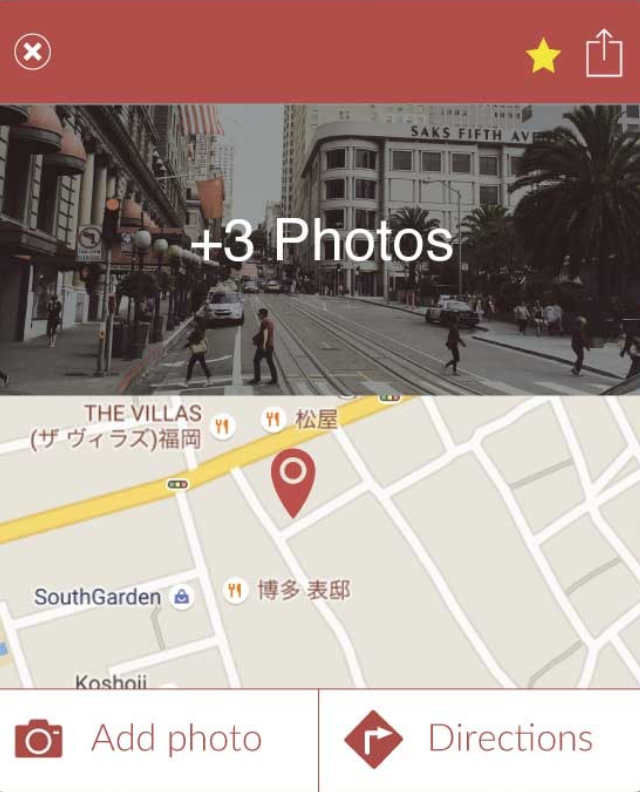 SAKS FIFTH AV
+3 Photos
THE VILLAS
(ザ ヴィラズ)福岡
松屋
SouthGarden
博多 表邸
Koshoji
Add photo
Directions